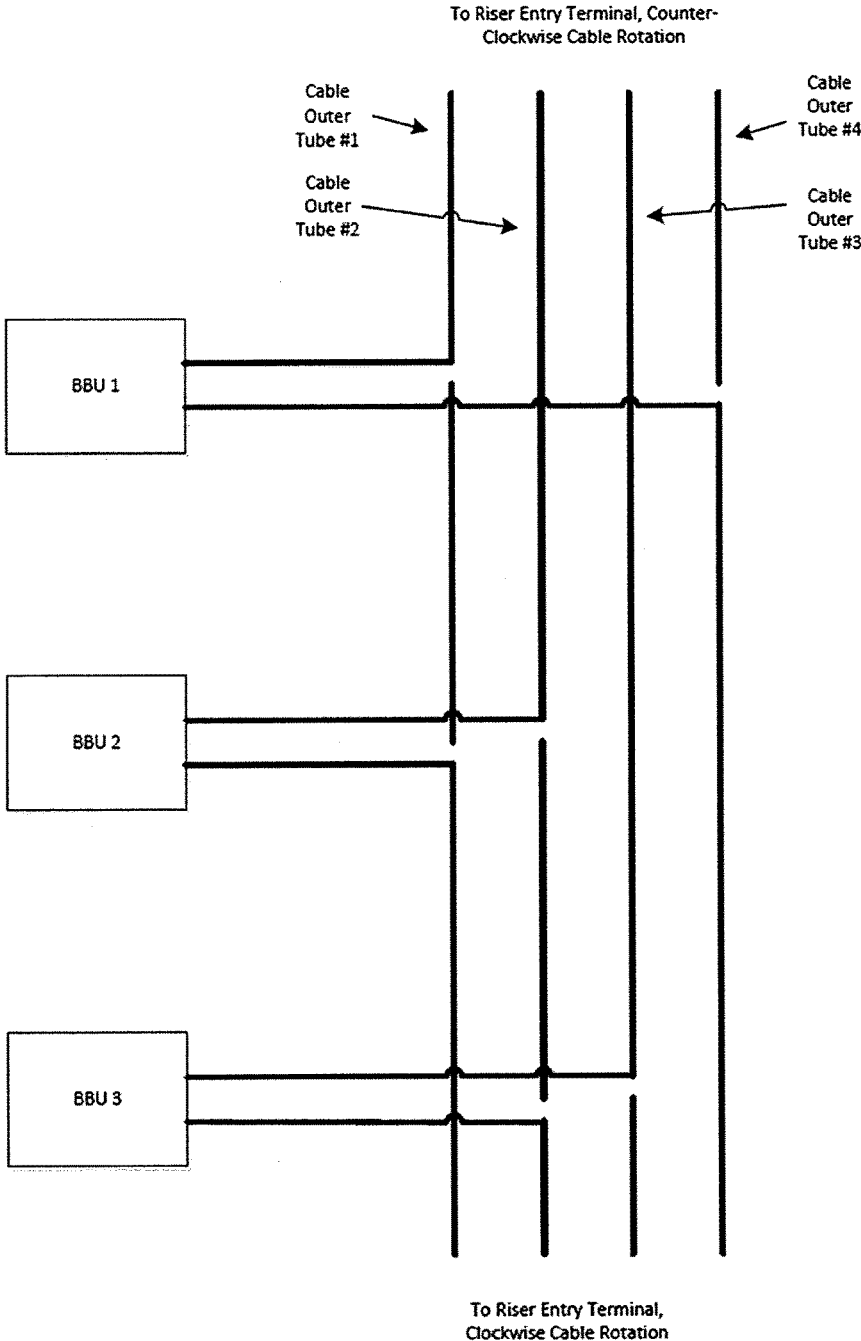 To Riser Entry Terminal, Counter-
Clockwise Cable Rotation
Cable
Outer
Tube #1
Cable
Outer
Tube #4
Cable
Outer
Tube #2
Cable
Outer
Tube #3
BBU 1
BBU 2
BBU 3
To Riser Entry Terminal,
Clockwise Cable Rotation